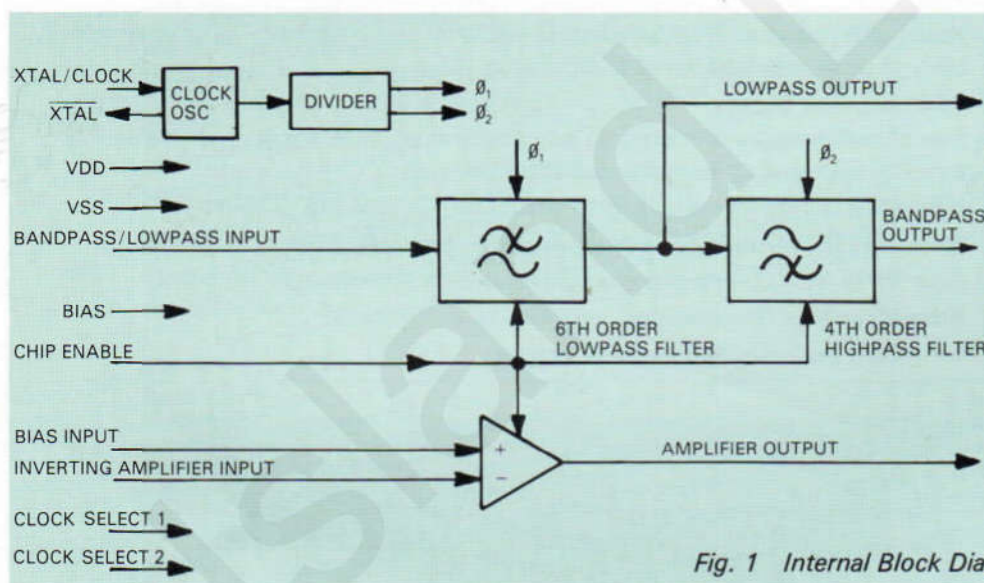 XTAL/CLOCK
XTAL
CLOCK
OSC
DIVIDER
Ø1
Ø2
LOWPASS OUTPUT
VDD
VSS
Ø1
Ø2
BANDPASS/LOWPASS INPUT
BANDPASS
OUTPUT
BIAS
6TH ORDER
LOWPASS FILTER
4TH ORDER
HIGHPASS FILTER
CHIP ENABLE
BIAS INPUT
+
AMPLIFIER OUTPUT
INVERTING AMPLIFIER INPUT
−
CLOCK SELECT 1
CLOCK SELECT 2
Fig. 1 Internal Block Dia
Island